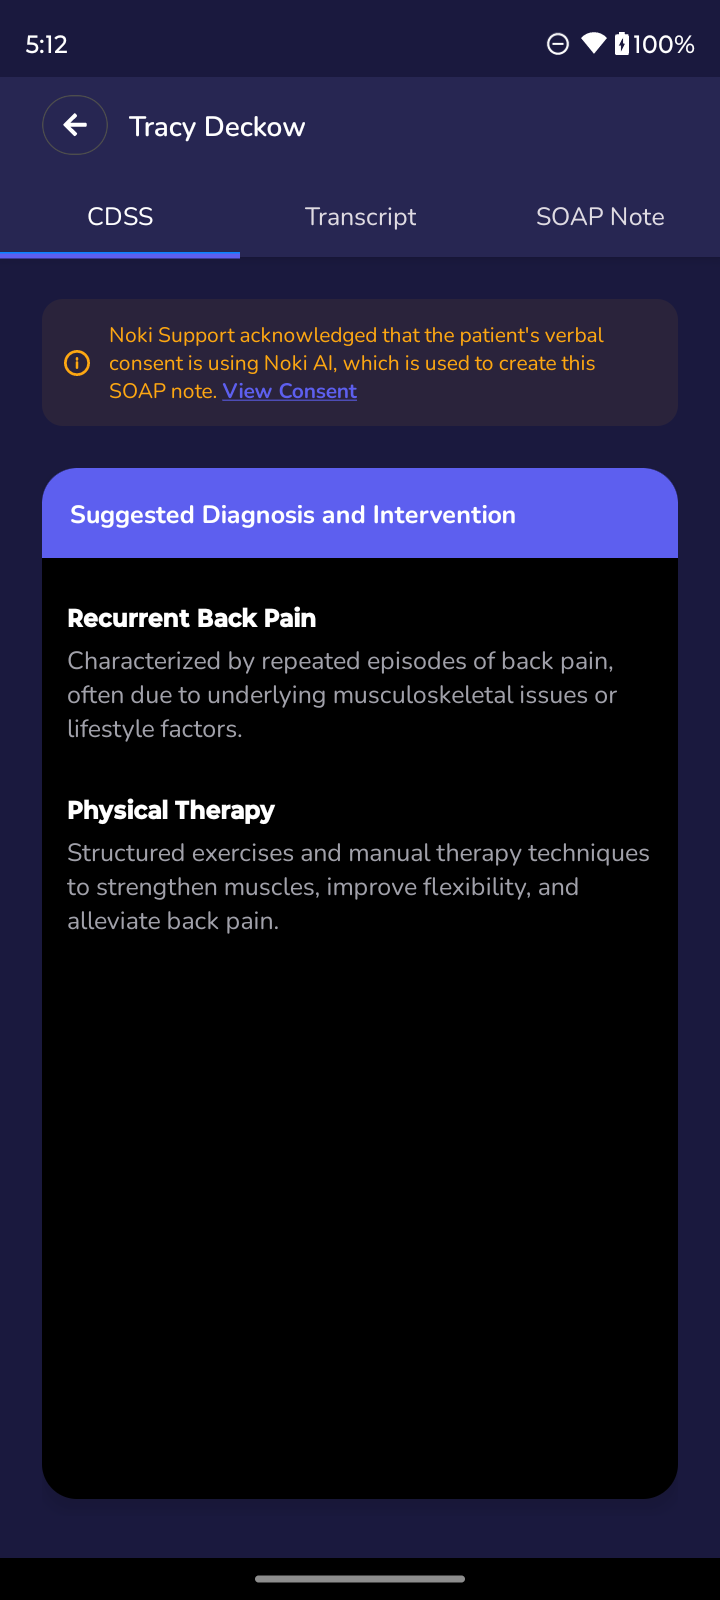 5:12
100%
Tracy Deckow
CDSS
Transcript
SOAP Note
Noki Support acknowledged that the patient's verbal
consent is using Noki AI, which is used to create this
SOAP note. View Consent
Suggested Diagnosis and Intervention
Recurrent Back Pain
Characterized by repeated episodes of back pain,
often due to underlying musculoskeletal issues or
lifestyle factors.
Physical Therapy
Structured exercises and manual therapy techniques
to strengthen muscles, improve flexibility, and
alleviate back pain.